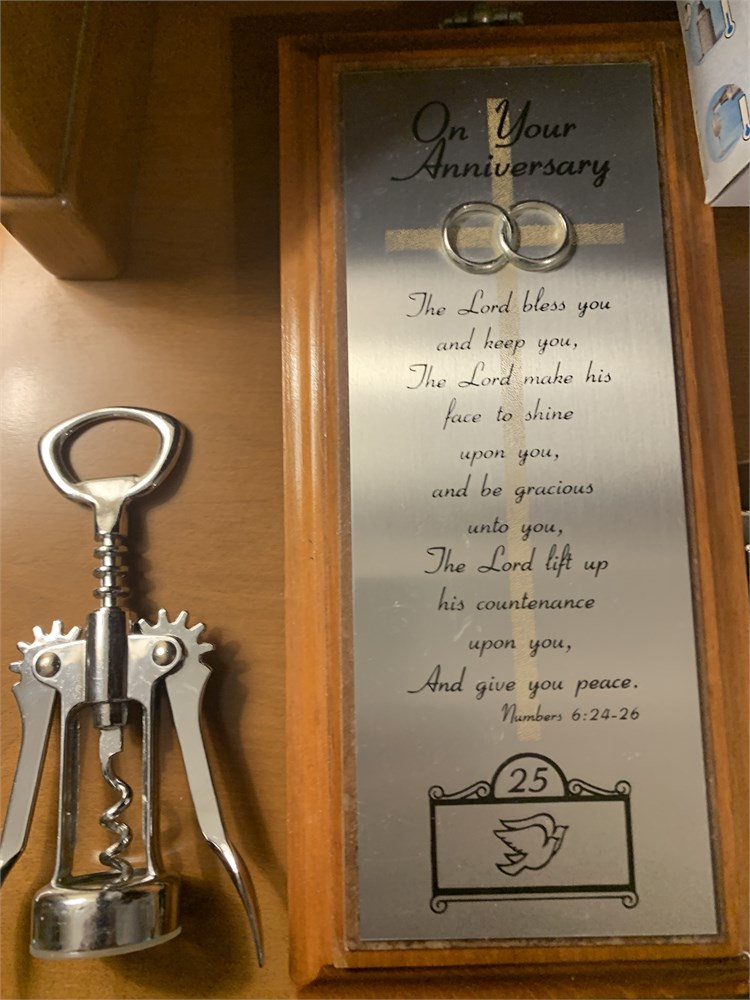 On Your
Anniversary
The Lord bless you
and keep you,
The Lord make his
face to shine
upon you,
and be gracious
unto you,
The Lord lift up
his countenance
upon you,
And give you peace.
Numbers 6:24-26
25